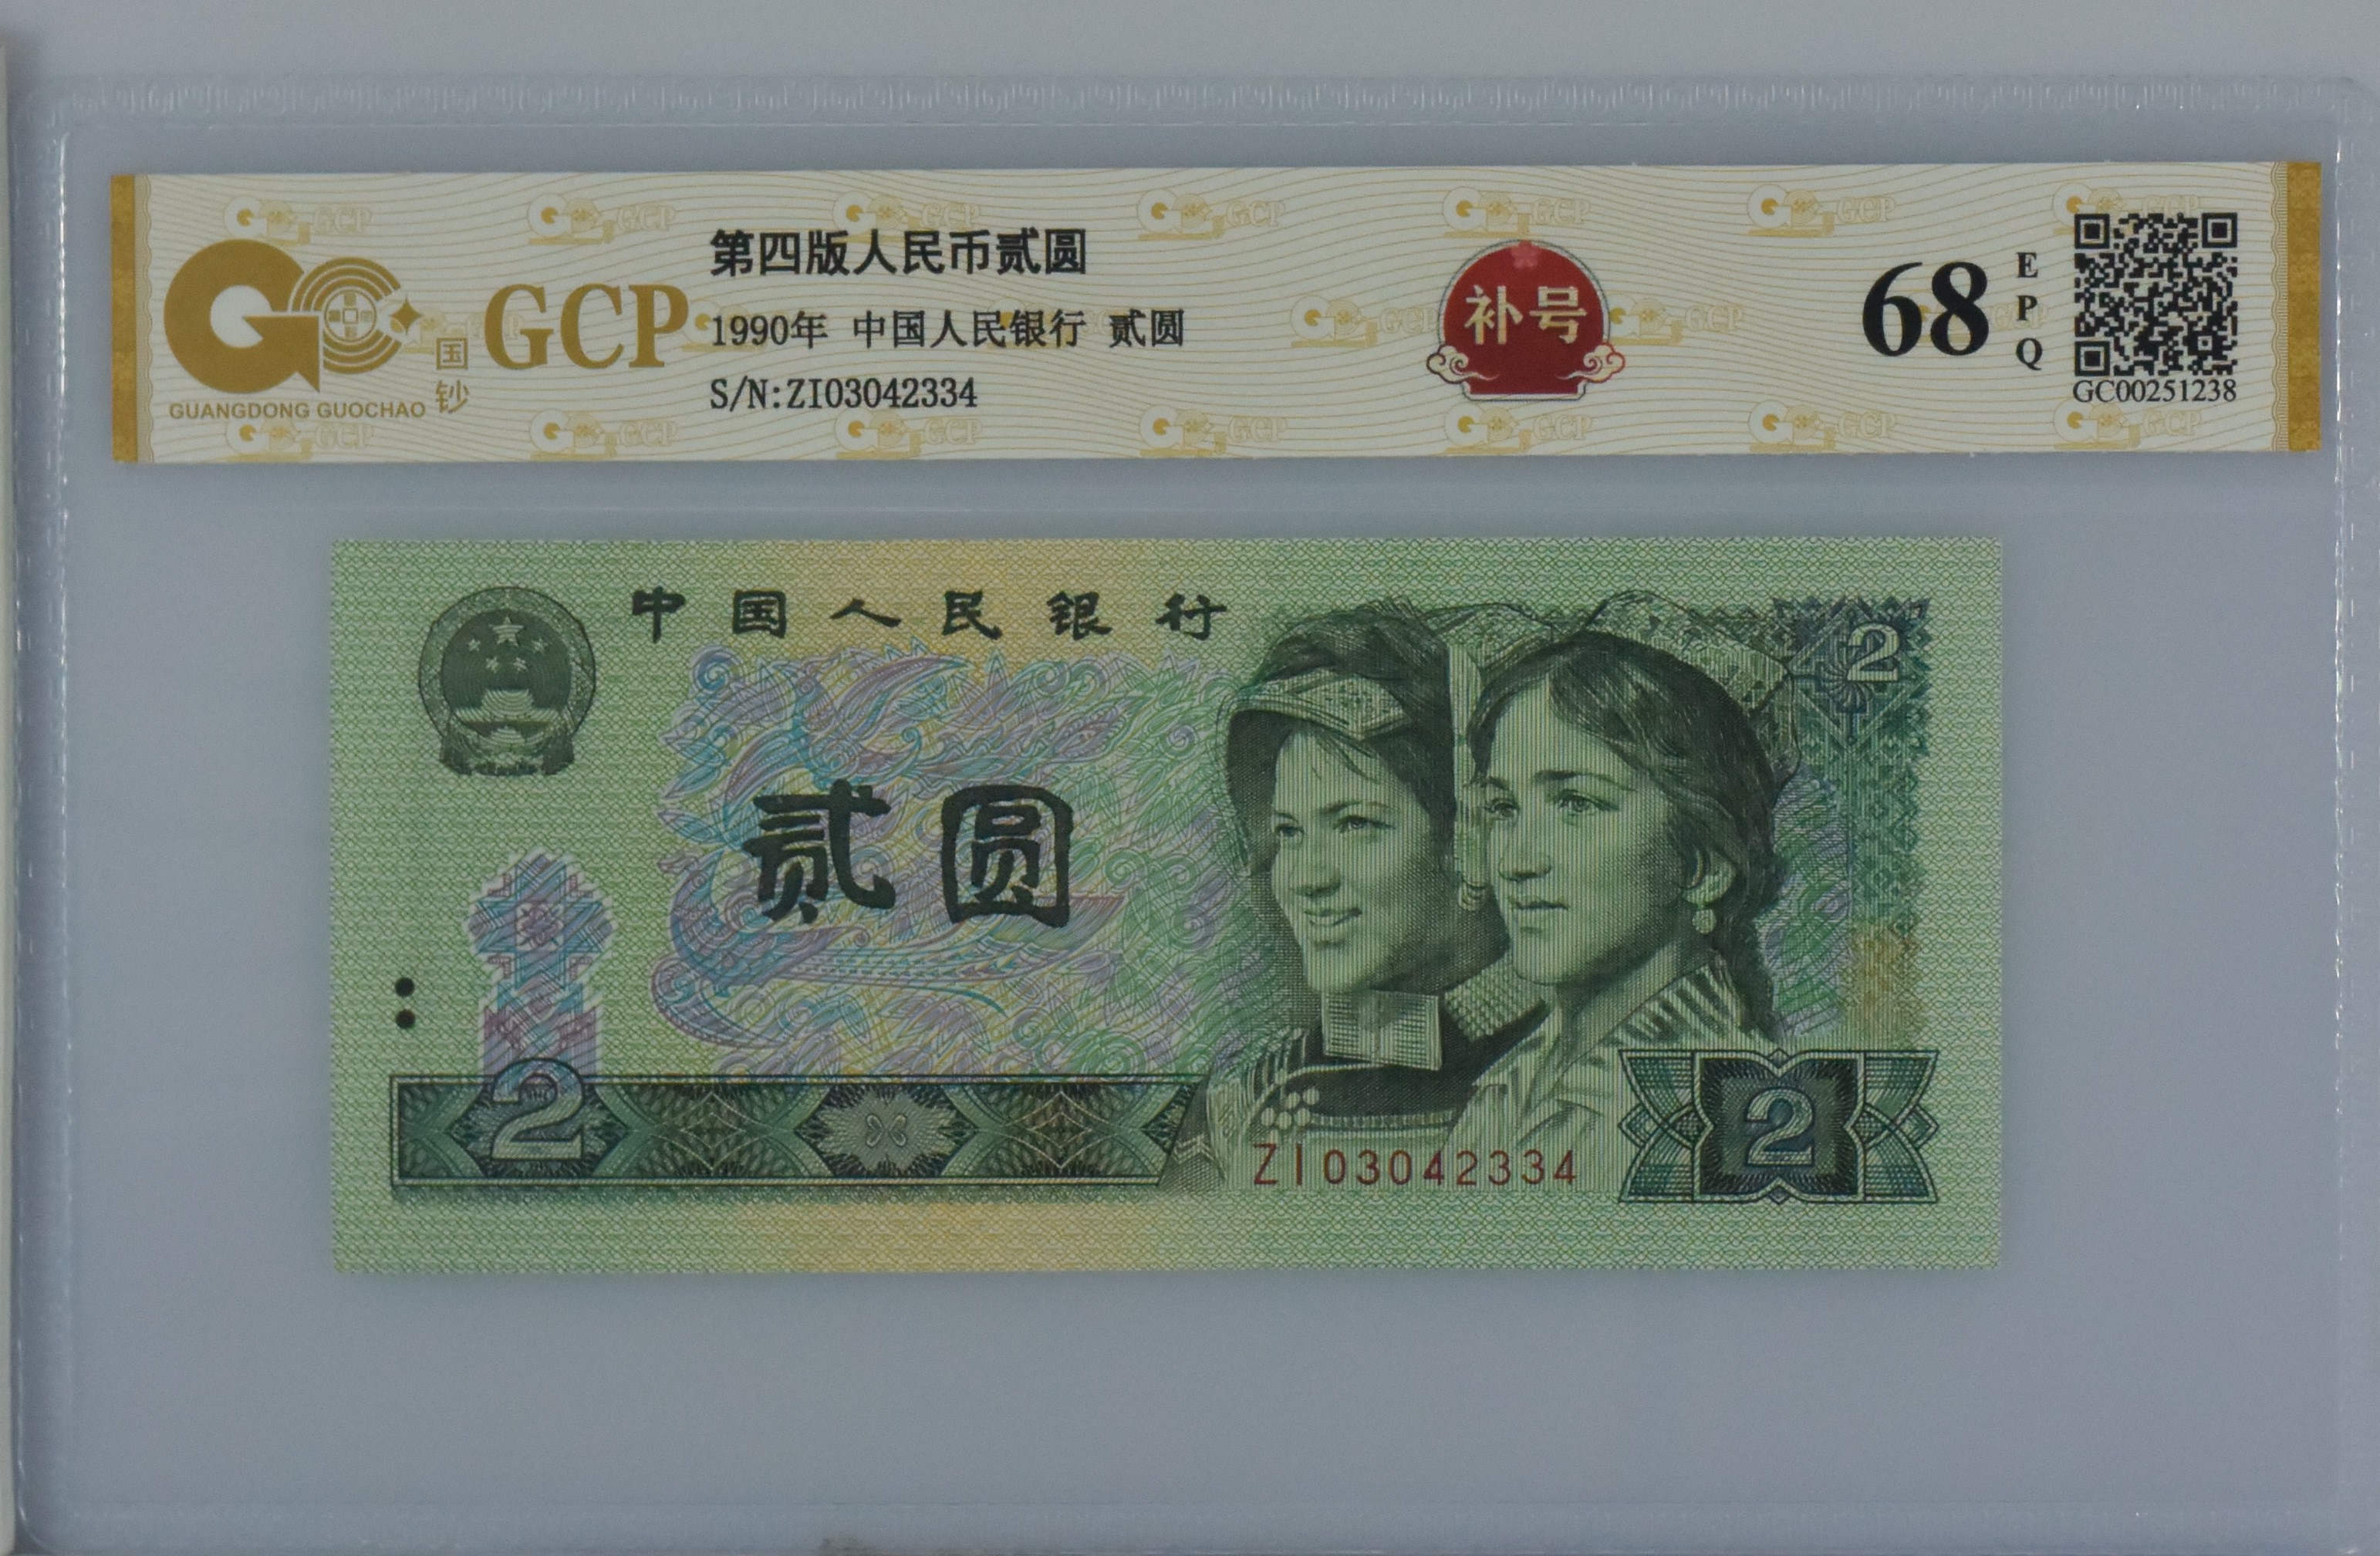 GCP
国钞
GUANGDONG GUOCHAO
第四版人民币贰圆
1990年 中国人民银行 贰圆
S/N:ZI03042334
补号
68
EPQ
GC00251238
中国人民银行
2
贰圆
2
ZI03042334
2